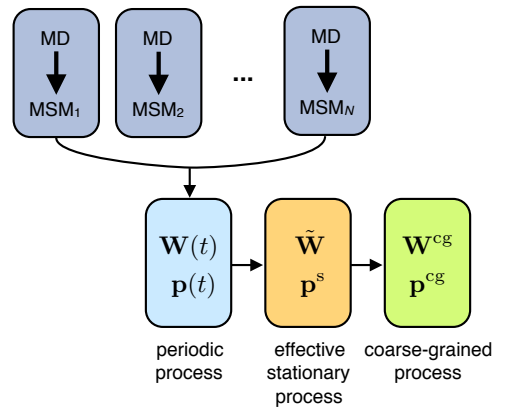 MD MD MD
MSM₁ MSM₂ ... MSM_N
W(t) W̃ W^cg
p(t) p^s p^cg
periodic effective coarse-grained
process stationary process
process